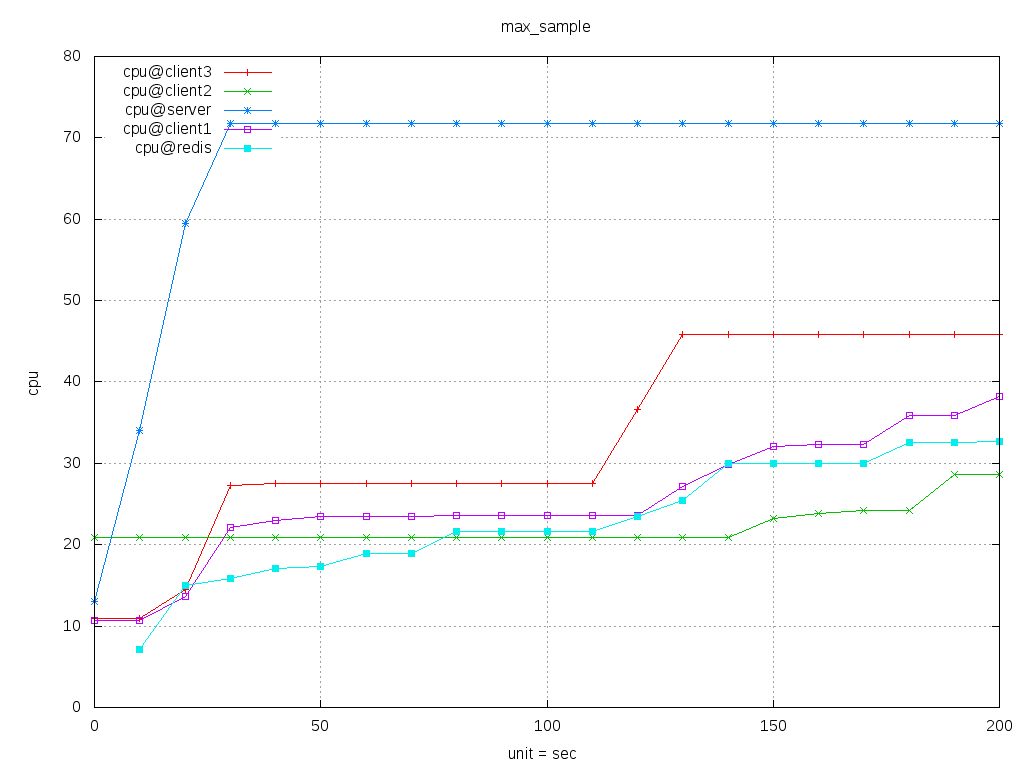 max_sample
80
70
60
50
40
30
20
10
0
cpu
cpu@client3
cpu@client2
cpu@server
cpu@client1
cpu@redis
0 50 100 150 200
unit = sec